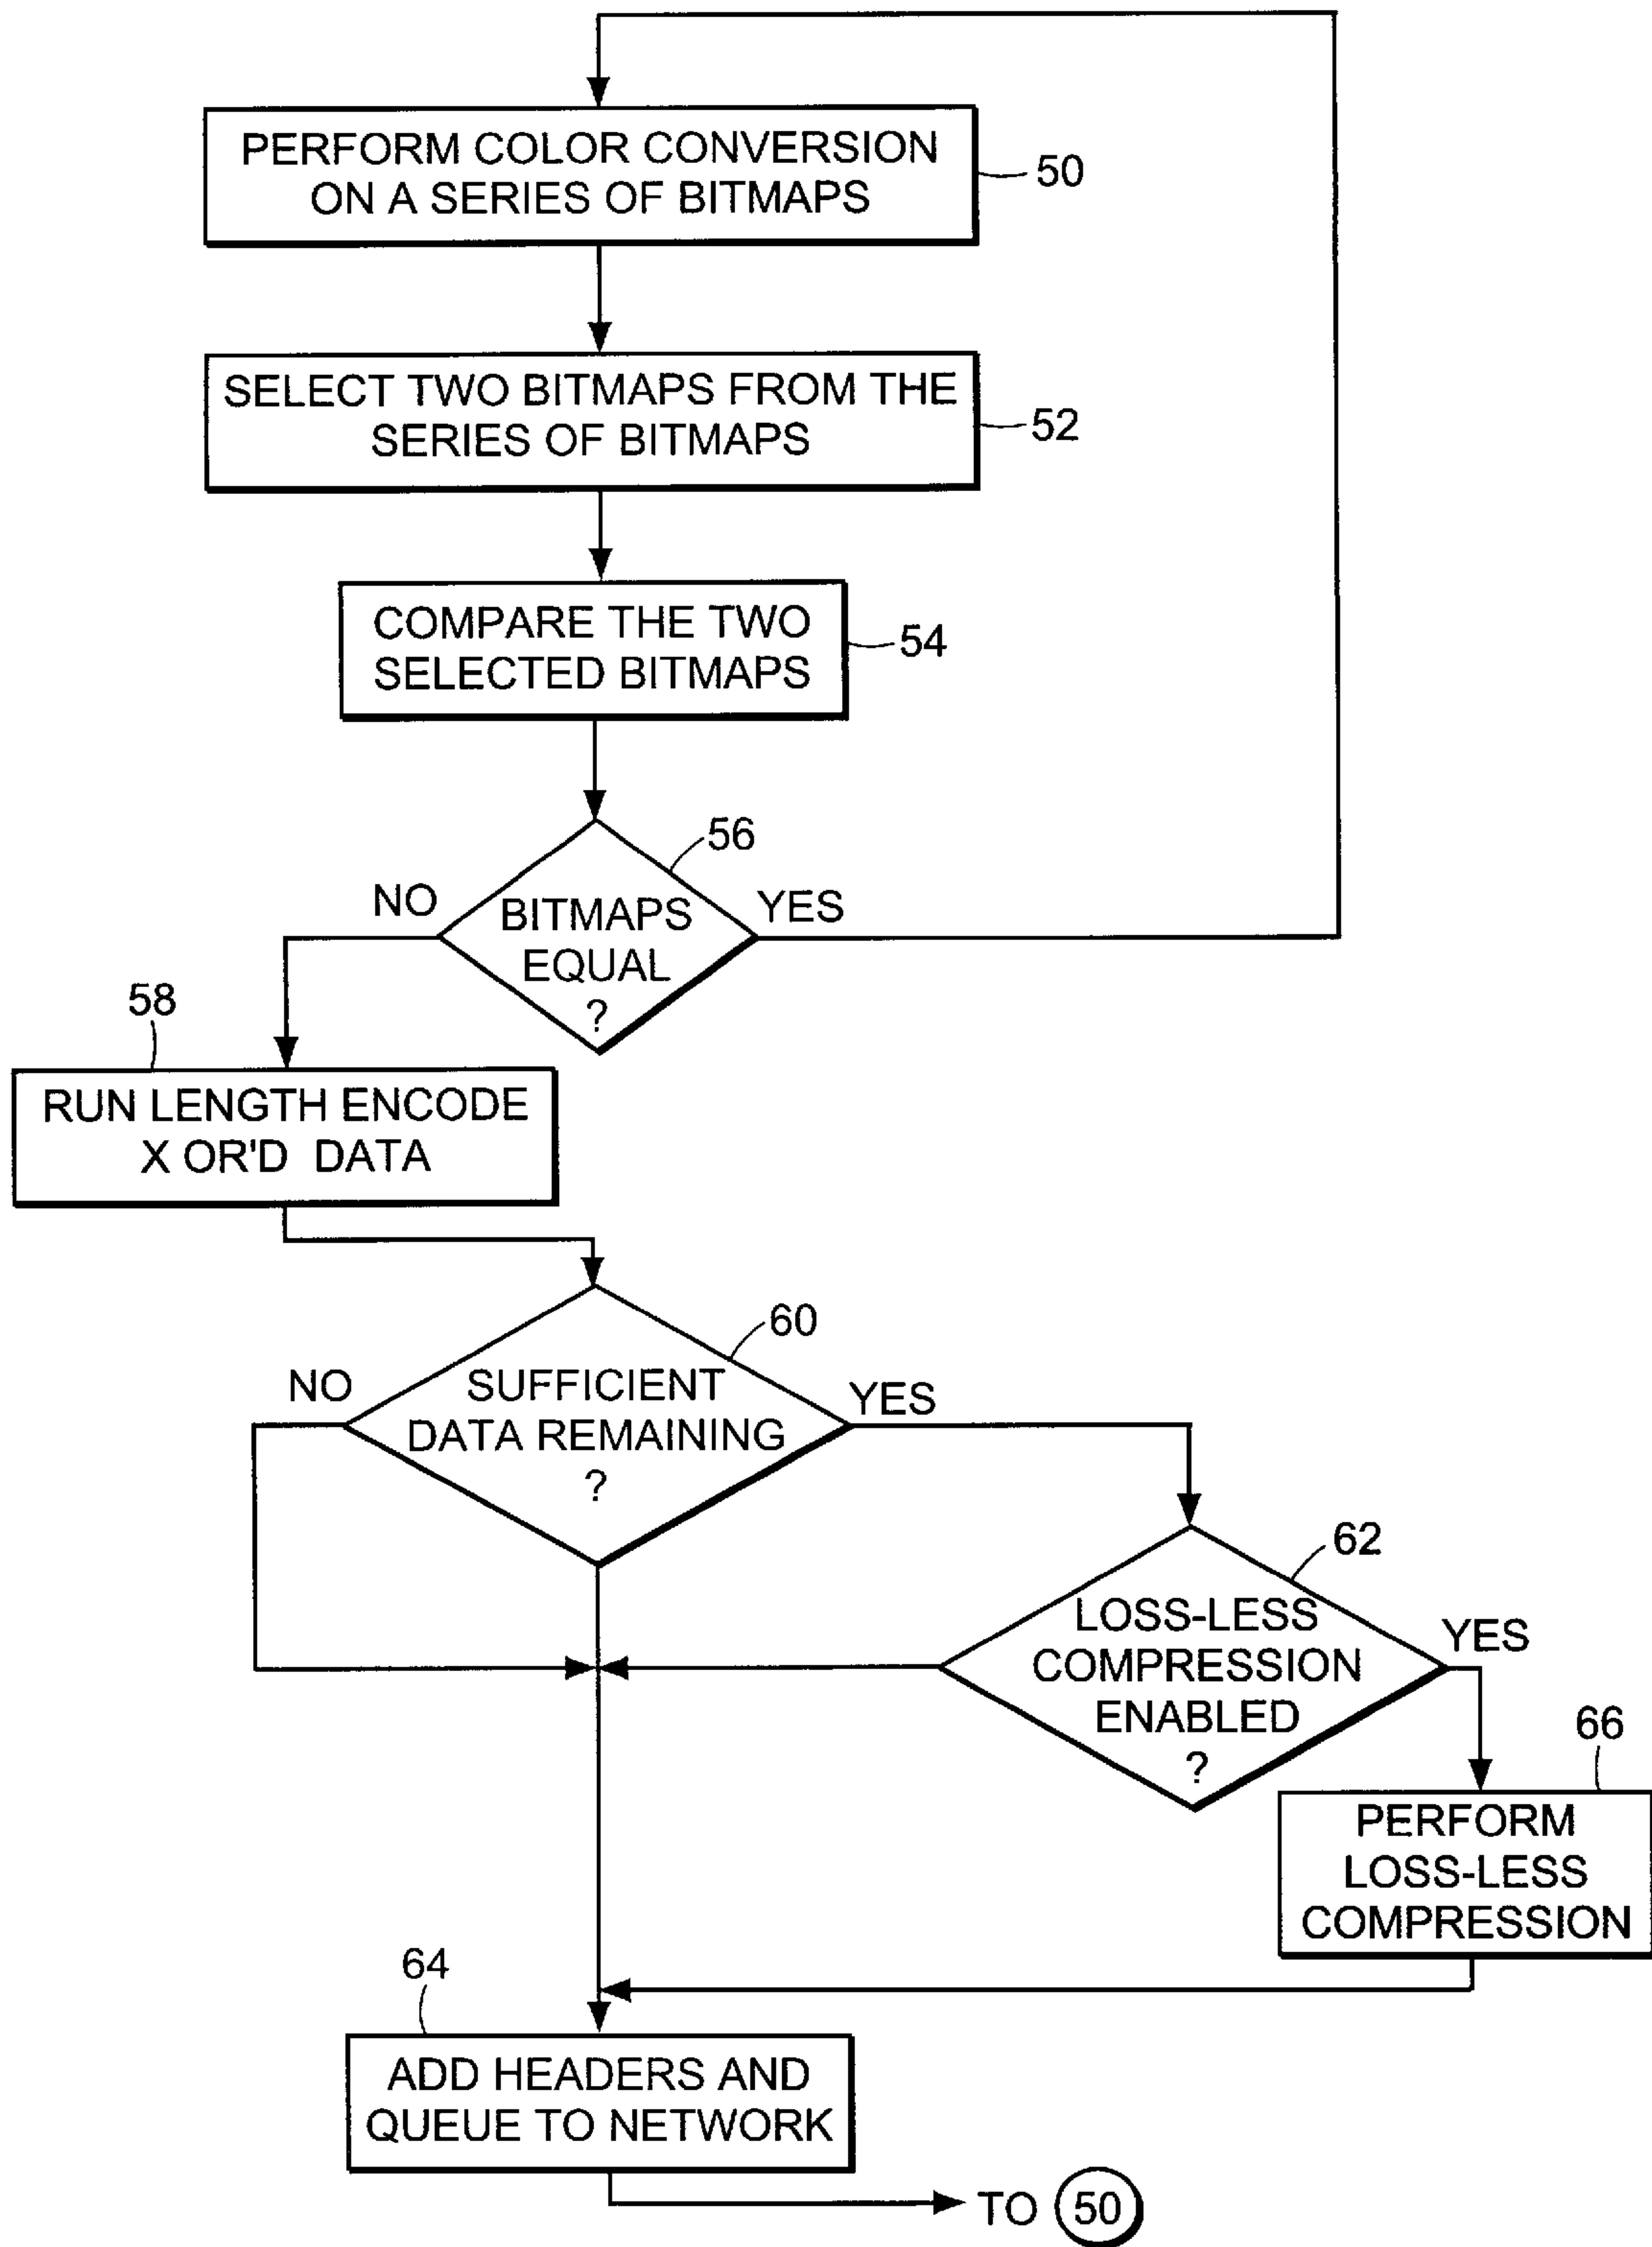 PERFORM COLOR CONVERSION
ON A SERIES OF BITMAPS
50
SELECT TWO BITMAPS FROM THE
SERIES OF BITMAPS
52
COMPARE THE TWO
SELECTED BITMAPS
54
56
NO
YES
BITMAPS
EQUAL
?
58
RUN LENGTH ENCODE
X OR'D DATA
60
NO
YES
SUFFICIENT
DATA REMAINING
?
62
LOSS-LESS
COMPRESSION
ENABLED
?
YES
66
PERFORM
LOSS-LESS
COMPRESSION
64
ADD HEADERS AND
QUEUE TO NETWORK
TO 50